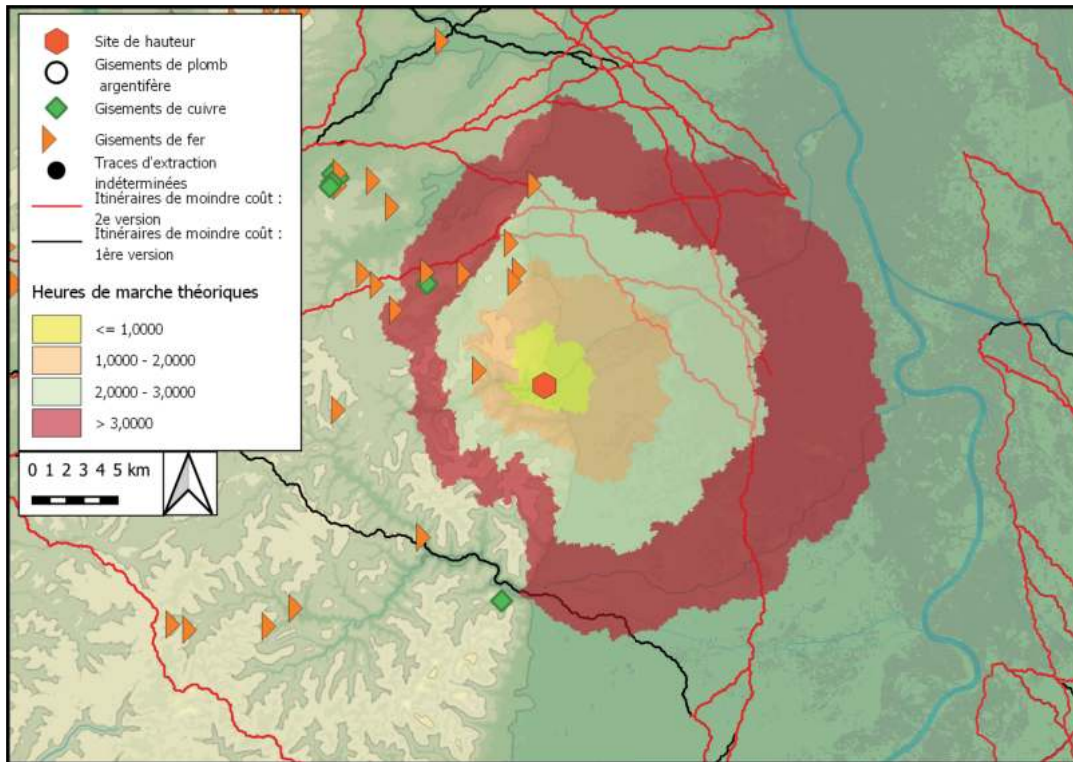 Site de hauteur
Gisements de plomb
argentifère
Gisements de cuivre
Gisements de fer
Traces d'extraction
indéterminées
Itinéraires de moindre coût :
2e version
Itinéraires de moindre coût :
1ère version
Heures de marche théoriques
<= 1,0000
1,0000 - 2,0000
2,0000 - 3,0000
> 3,0000
0 1 2 3 4 5 km